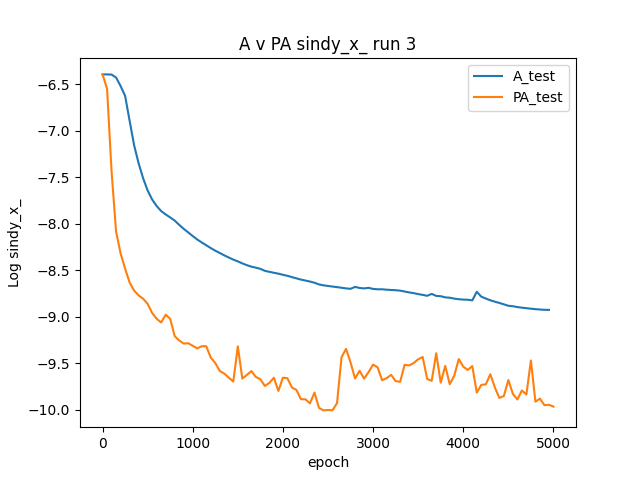 A v PA sindy_x_ run 3
A_test
PA_test
Log sindy_x_
−6.5
−7.0
−7.5
−8.0
−8.5
−9.0
−9.5
−10.0
0 1000 2000 3000 4000 5000
epoch